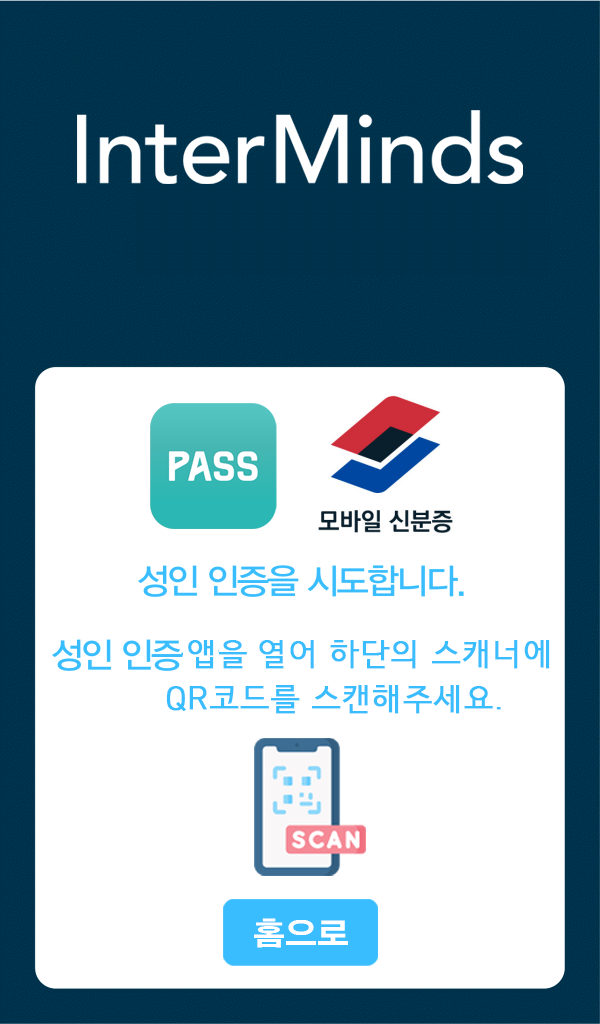 InterMinds
PASS
모바일 신분증
성인 인증을 시도합니다.
성인 인증앱을 열어 하단의 스캐너에
QR코드를 스캔해주세요.
SCAN
홈으로